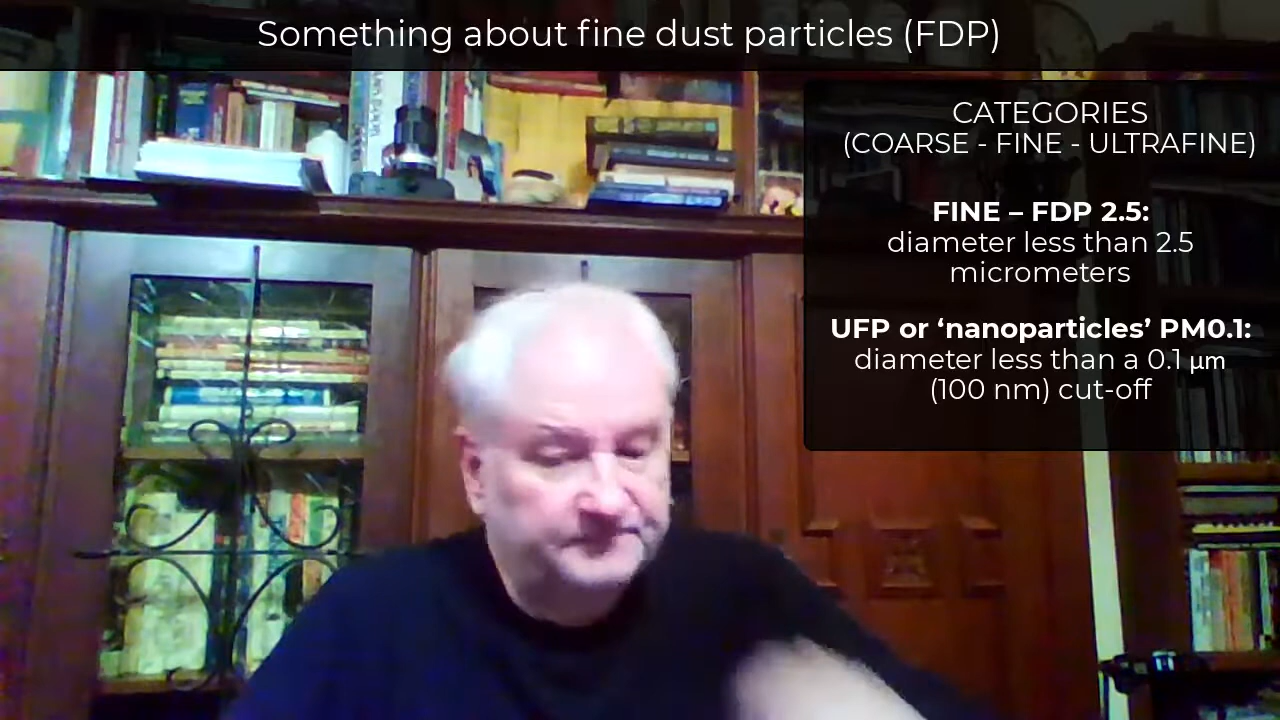 Something about fine dust particles (FDP)
CATEGORIES
(COARSE - FINE - ULTRAFINE)
FINE – FDP 2.5:
diameter less than 2.5
micrometers
UFP or ‘nanoparticles’ PM0.1:
diameter less than a 0.1 µm
(100 nm) cut-off